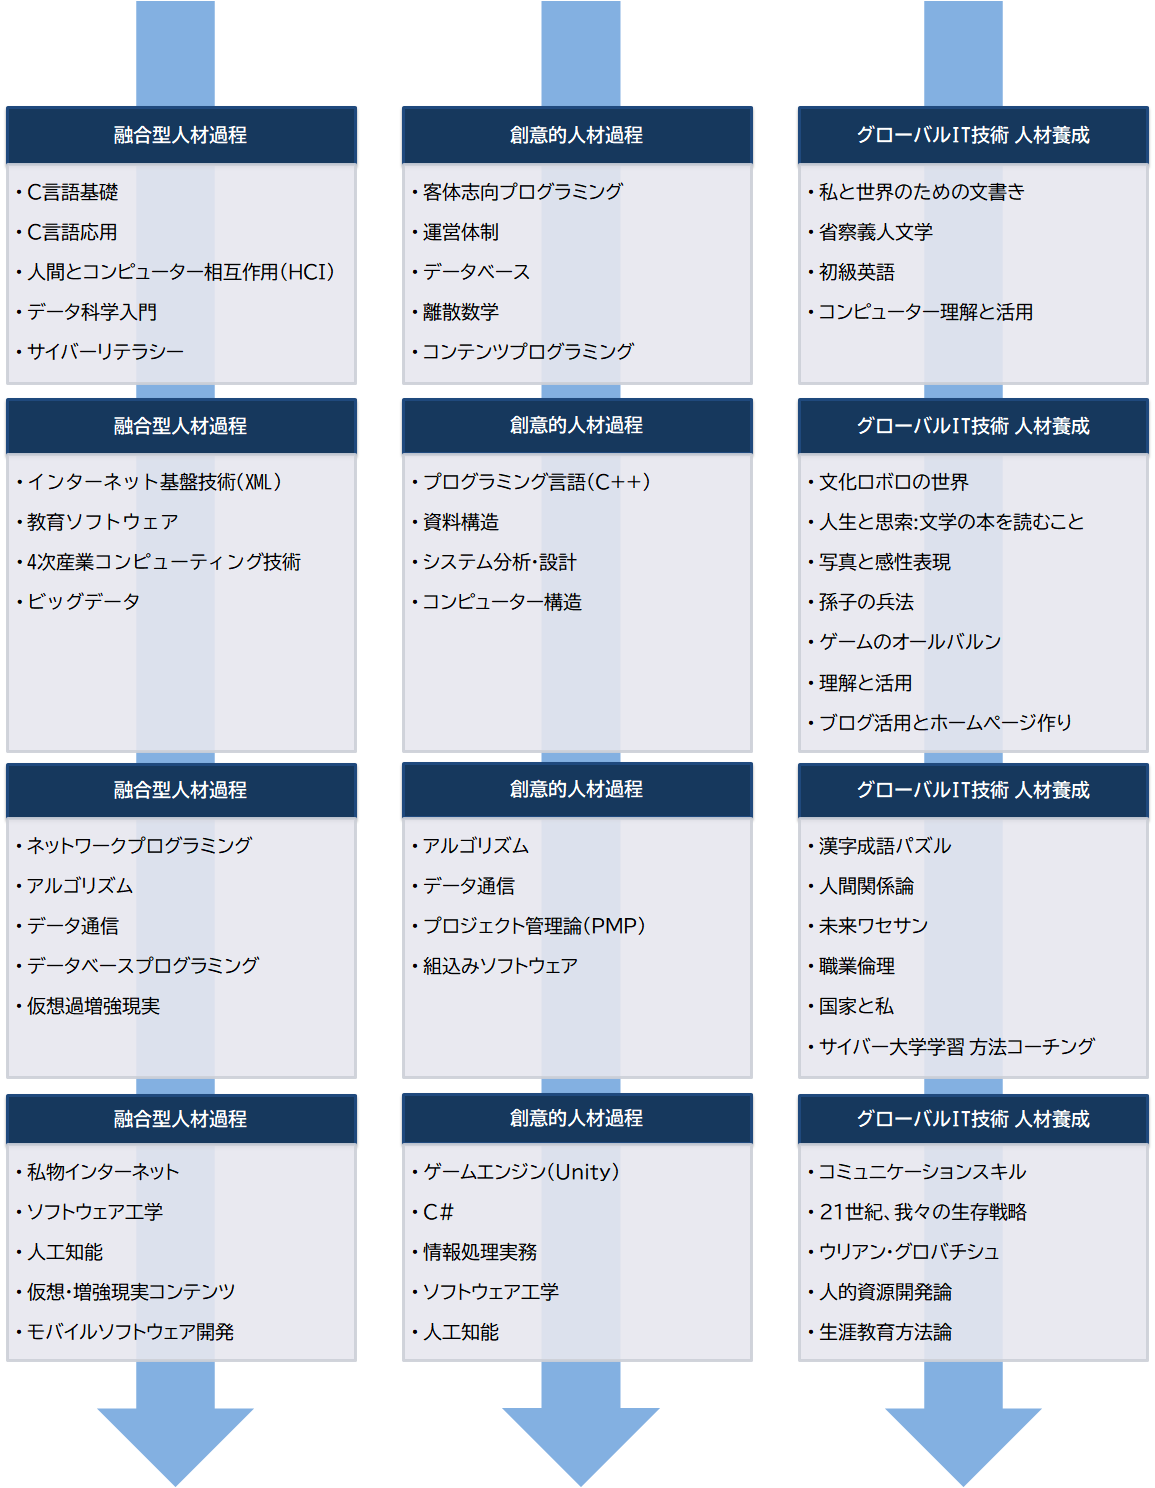 融合型人材過程
・C言語基礎
・C言語応用
・人間とコンピューター相互作用(HCI)
・データ科学入門
・サイバーリテラシー
創意的人材過程
・客体志向プログラミング
・運営体制
・データベース
・離散数学
・コンテンツプログラミング
グローバルIT技術 人材養成
・私と世界のための文書き
・省察義人文学
・初級英語
・コンピューター理解と活用
融合型人材過程
・インターネット基盤技術(XML)
・教育ソフトウェア
・4次産業コンピューティング技術
・ビッグデータ
創意的人材過程
・プログラミング言語(C++)
・資料構造
・システム分析・設計
・コンピューター構造
グローバルIT技術 人材養成
・文化ロボロの世界
・人生と思索:文学の本を読むこと
・写真と感性表現
・孫子の兵法
・ゲームのオールバルン
・理解と活用
・ブログ活用とホームページ作り
融合型人材過程
・ネットワークプログラミング
・アルゴリズム
・データ通信
・データベースプログラミング
・仮想過増強現実
創意的人材過程
・アルゴリズム
・データ通信
・プロジェクト管理論(PMP)
・組込みソフトウェア
グローバルIT技術 人材養成
・漢字成語パズル
・人間関係論
・未来ワセサン
・職業倫理
・国家と私
・サイバー大学学習 方法コーチング
融合型人材過程
・私物インターネット
・ソフトウェア工学
・人工知能
・仮想・増強現実コンテンツ
・モバイルソフトウェア開発
創意的人材過程
・ゲームエンジン(Unity)
・C#
・情報処理実務
・ソフトウェア工学
・人工知能
グローバルIT技術 人材養成
・コミュニケーションスキル
・21世紀、我々の生存戦略
・ウリアン・グロバチシュ
・人的資源開発論
・生涯教育方法論